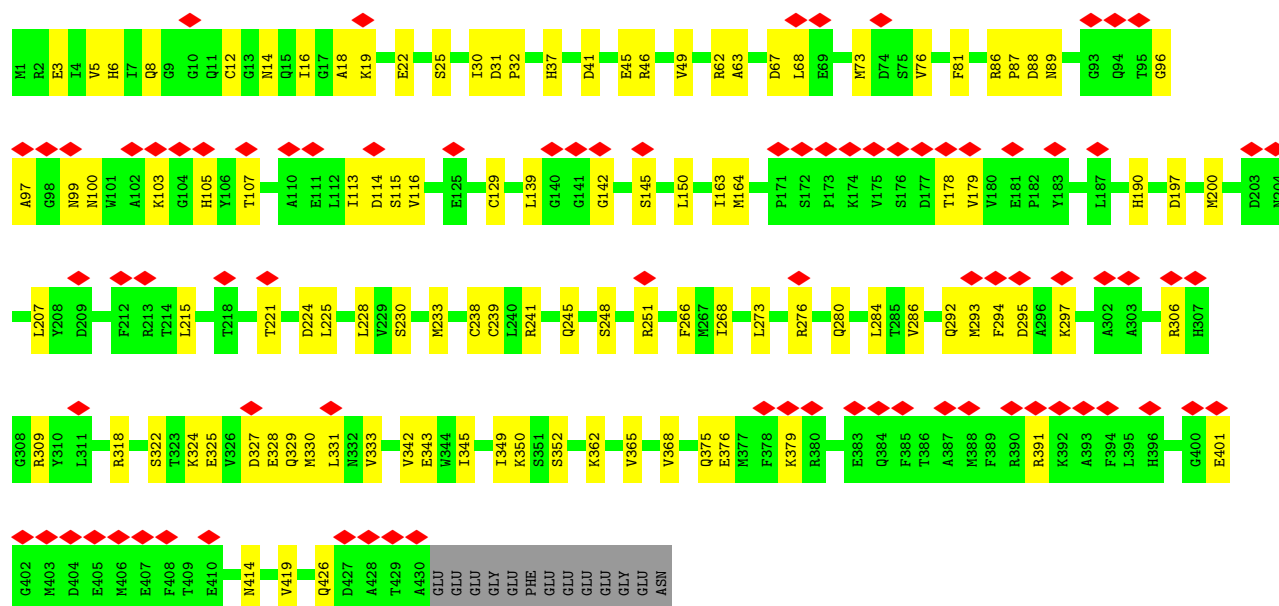 M1 R2 E3 I4 V5 H6 I7 Q8 G9 G10 Q11 C12 G13 N14 Q15 I16 G17 A18 K19 E22 S25 I30 D31 P32 H37 D41 E45 R46 V49 R62 A63 D67 L68 E69 M73 D74 S75 V76 F81 R86 P87 D88 N89 G93 Q94 T95 G96
A97 G98 N99 N100 W101 A102 K103 G104 H105 Y106 T107 A110 E111 L112 I113 D114 S115 V116 E125 C129 L139 G140 G141 G142 S145 L150 I163 M164 P171 S172 P173 K174 V175 S176 D177 T178 V179 V180 E181 P182 Y183 L187 H190 D197 M200 D203 N204
L207 Y208 D209 F212 R213 T214 L215 T218 T221 D224 L225 L228 V229 S230 M233 C238 C239 L240 R241 Q245 S248 R251 F266 M267 I268 L273 R276 Q280 L284 T285 V286 Q292 M293 F294 D295 A296 K297 A302 A303 R306 H307
G308 R309 Y310 L311 R318 S322 T323 K324 E325 V326 D327 E328 Q329 M330 L331 N332 V333 V342 E343 W344 I345 I349 K350 S351 S352 K362 V365 V368 Q375 E376 M377 F378 K379 R380 E383 Q384 F385 T386 A387 M388 F389 R390 R391 K392 A393 F394 L395 H396 G400 E401
G402 M403 D404 E405 M406 E407 F408 T409 E410 N414 V419 Q426 D427 A428 T429 A430 GLU GLU GLU GLY GLU PHE GLU GLU GLU GLU GLY GLU ASN